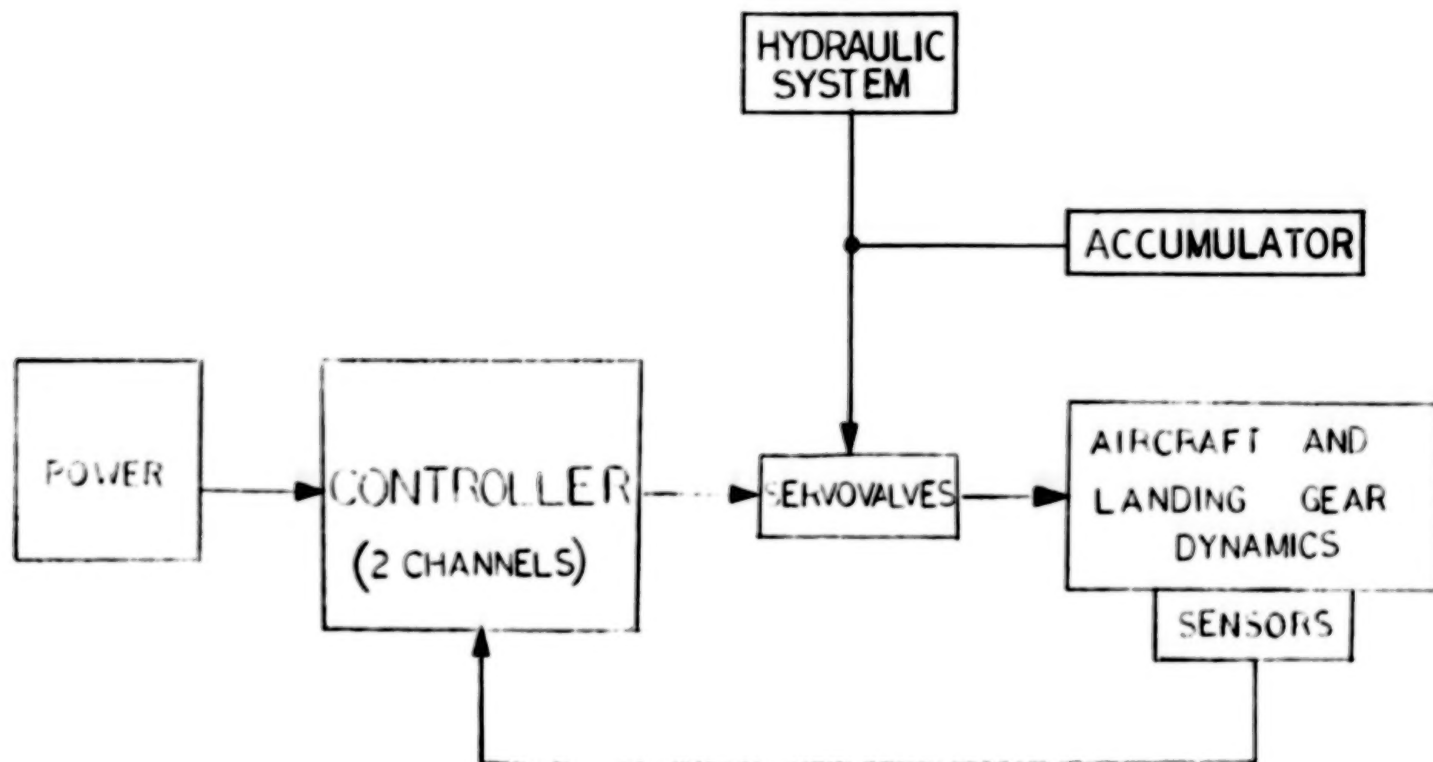 HYDRAULIC
SYSTEM
ACCUMULATOR
POWER
CONTROLLER
(2 CHANNELS)
SERVOVALVES
AIRCRAFT AND
LANDING GEAR
DYNAMICS
SENSORS